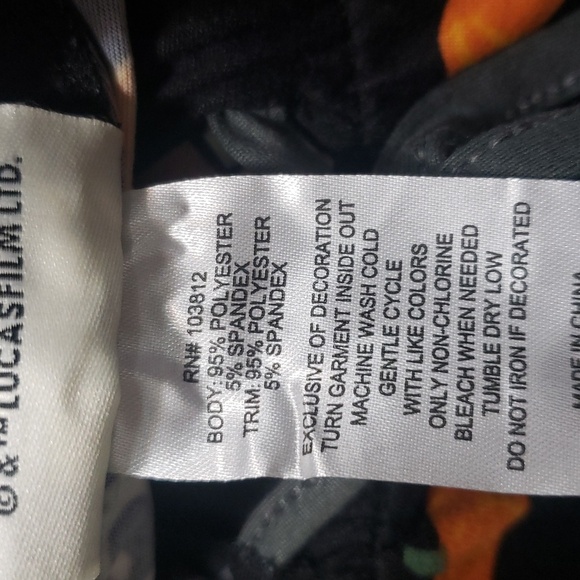 © & ™ LUCASFILM LTD.
RN# 103812
BODY: 95% POLYESTER
5% SPANDEX
TRIM: 95% POLYESTER
5% SPANDEX
EXCLUSIVE OF DECORATION
TURN GARMENT INSIDE OUT
MACHINE WASH COLD
GENTLE CYCLE
WITH LIKE COLORS
ONLY NON-CHLORINE
BLEACH WHEN NEEDED
TUMBLE DRY LOW
DO NOT IRON IF DECORATED
MADE IN CHINA